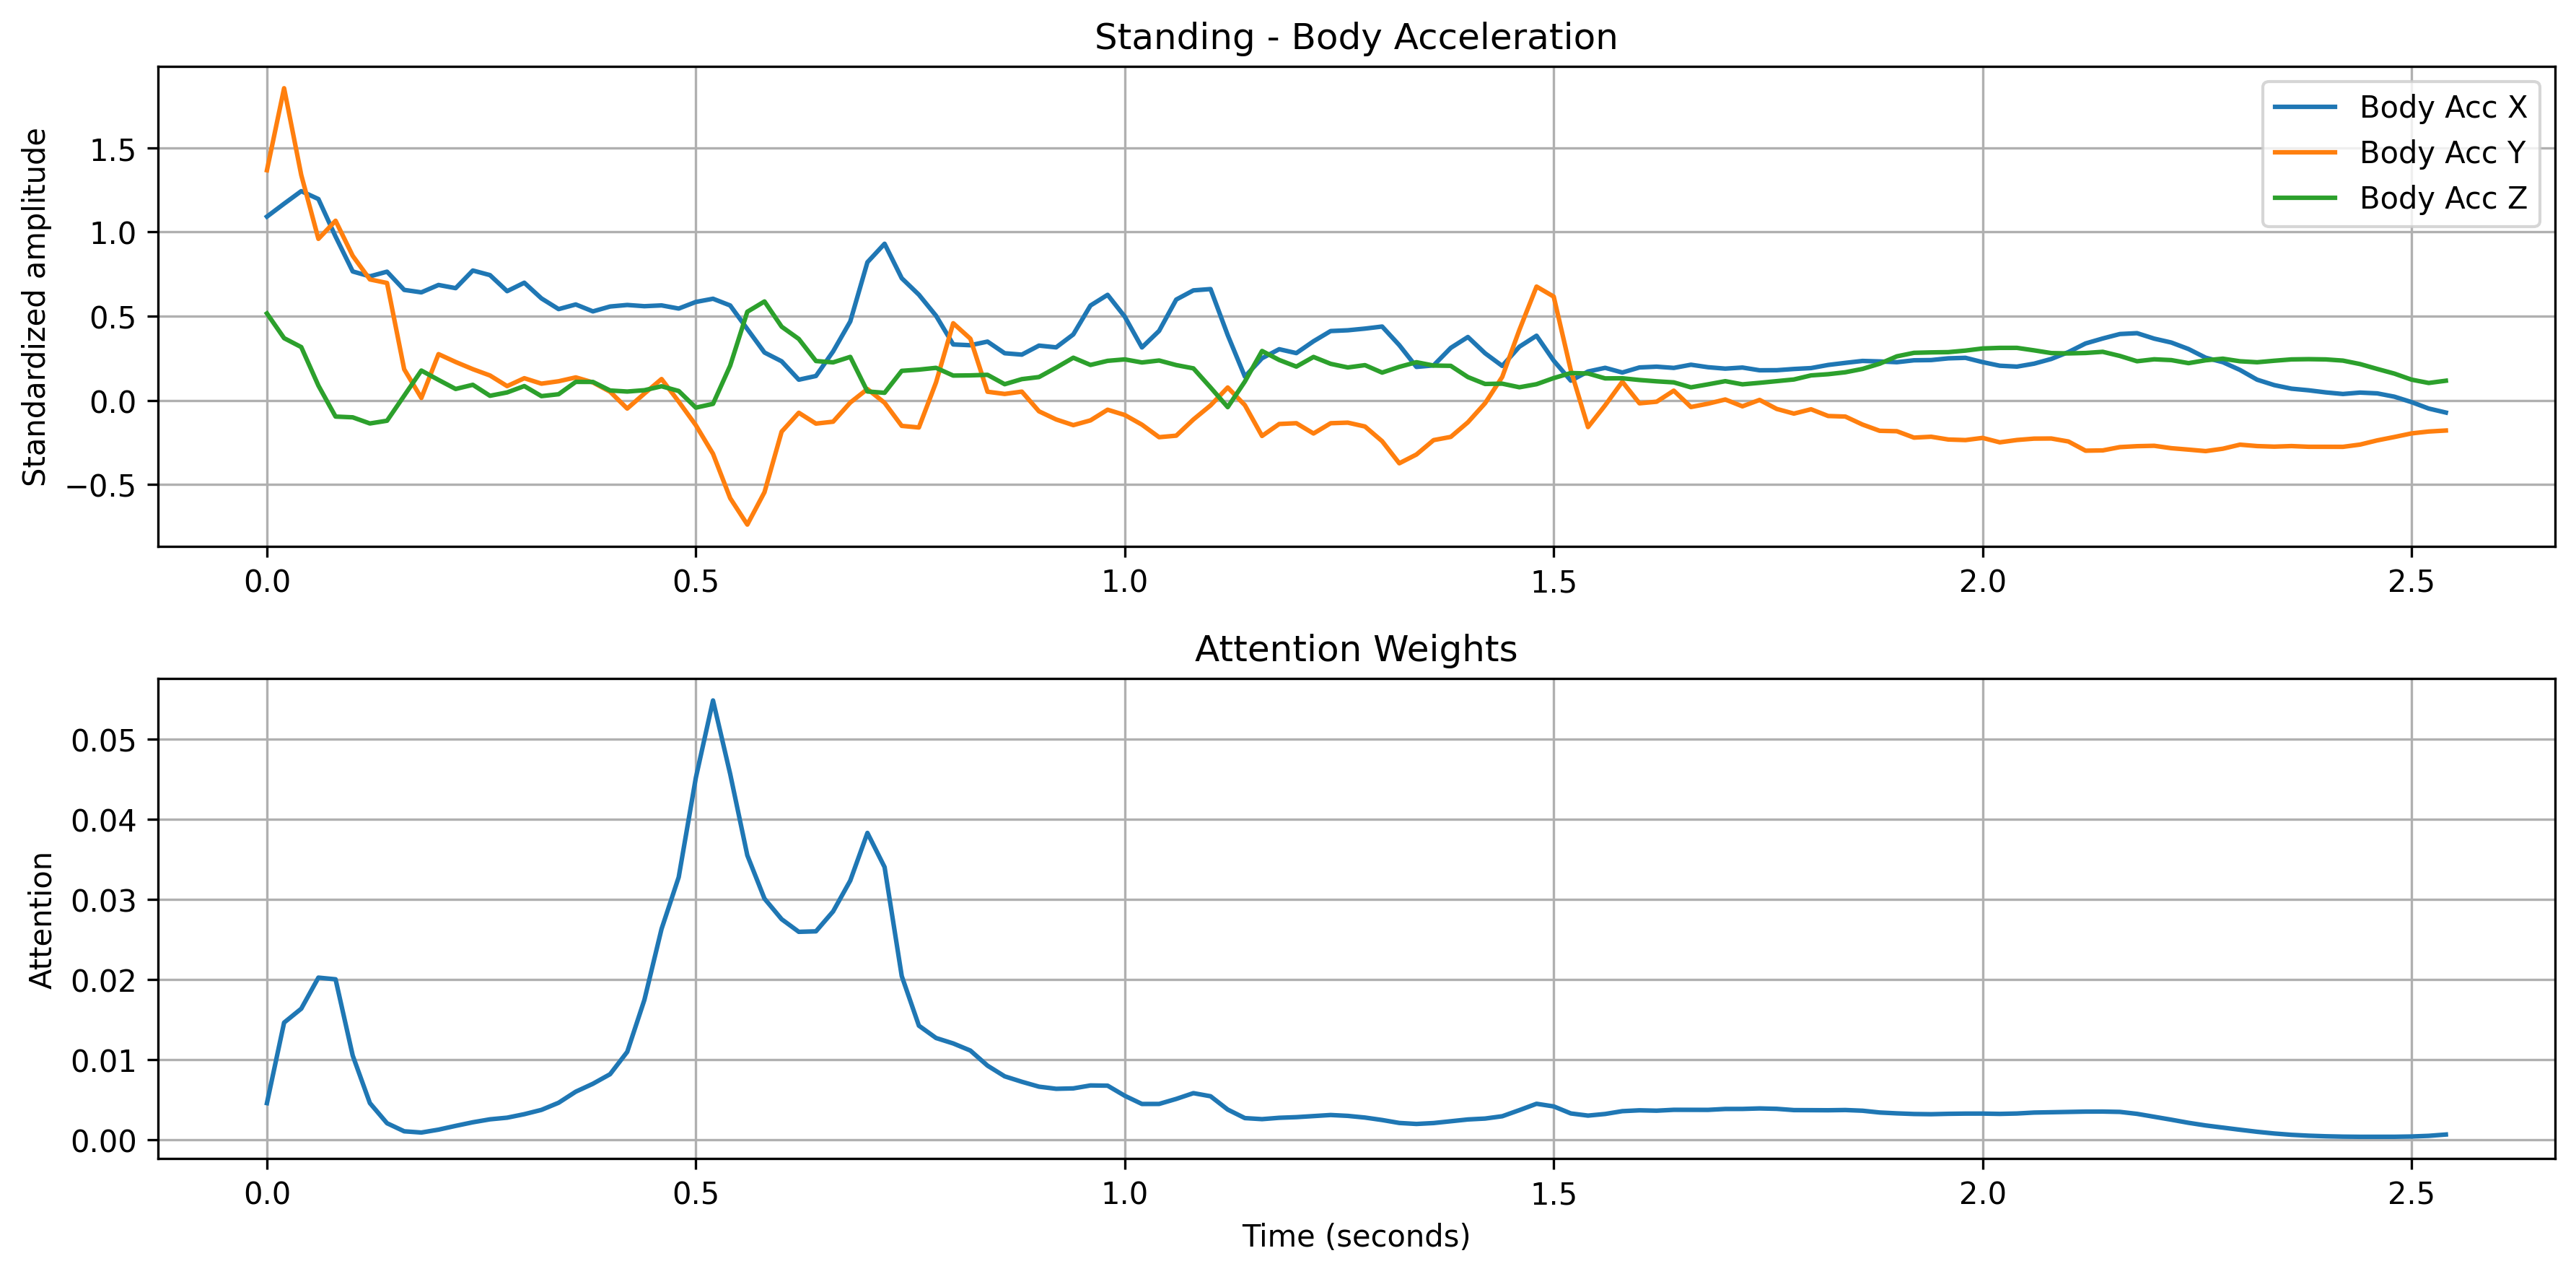 Standing - Body Acceleration
Standardized amplitude
1.5
1.0
0.5
0.0
−0.5
Body Acc X
Body Acc Y
Body Acc Z
0.0 0.5 1.0 1.5 2.0 2.5
Attention Weights
Attention
0.05
0.04
0.03
0.02
0.01
0.00
0.0 0.5 1.0 1.5 2.0 2.5
Time (seconds)